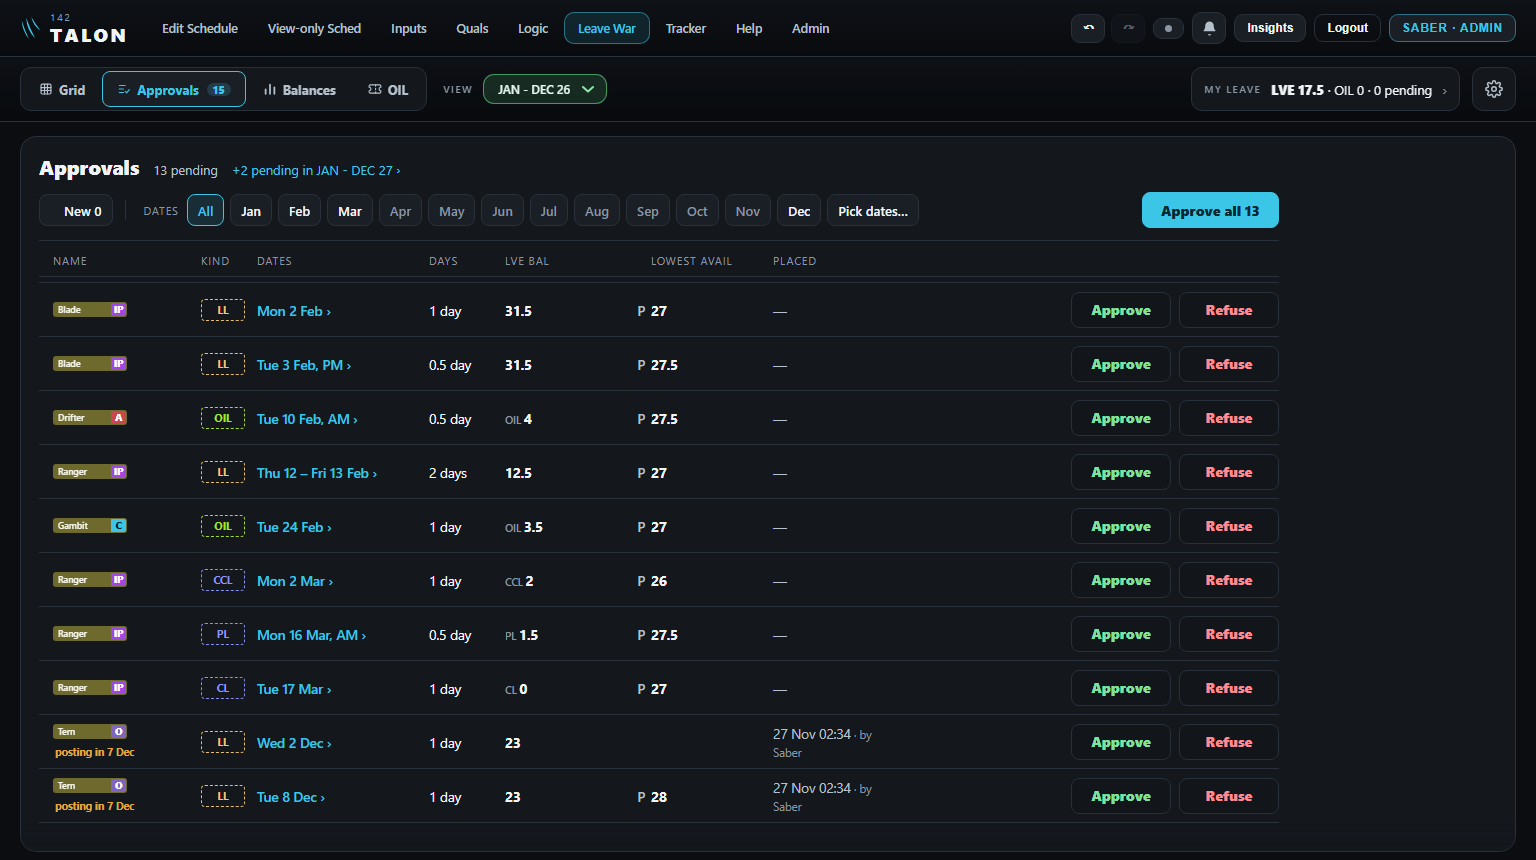 142
TALON
Edit Schedule
View-only Sched
Inputs
Quals
Logic
Leave War
Tracker
Help
Admin
Insights
Logout
SABER · ADMIN
Grid
Approvals 15
Balances
OIL
VIEW
JAN - DEC 26
MY LEAVE LVE 17.5 · OIL 0 · 0 pending ›
Approvals 13 pending +2 pending in JAN - DEC 27 ›
New 0
DATES
All
Jan
Feb
Mar
Apr
May
Jun
Jul
Aug
Sep
Oct
Nov
Dec
Pick dates...
Approve all 13
NAME KIND DATES DAYS LVE BAL LOWEST AVAIL PLACED
Blade IP LL Mon 2 Feb › 1 day 31.5 P 27 — Approve Refuse
Blade IP LL Tue 3 Feb, PM › 0.5 day 31.5 P 27.5 — Approve Refuse
Drifter A OIL Tue 10 Feb, AM › 0.5 day OIL 4 P 27.5 — Approve Refuse
Ranger IP LL Thu 12 – Fri 13 Feb › 2 days 12.5 P 27 — Approve Refuse
Gambit C OIL Tue 24 Feb › 1 day OIL 3.5 P 27 — Approve Refuse
Ranger IP CCL Mon 2 Mar › 1 day CCL 2 P 26 — Approve Refuse
Ranger IP PL Mon 16 Mar, AM › 0.5 day PL 1.5 P 27.5 — Approve Refuse
Ranger IP CL Tue 17 Mar › 1 day CL 0 P 27 — Approve Refuse
Tern O LL Wed 2 Dec › 1 day 23 27 Nov 02:34 · by Approve Refuse
posting in 7 Dec Saber
Tern O LL Tue 8 Dec › 1 day 23 P 28 27 Nov 02:34 · by Approve Refuse
posting in 7 Dec Saber